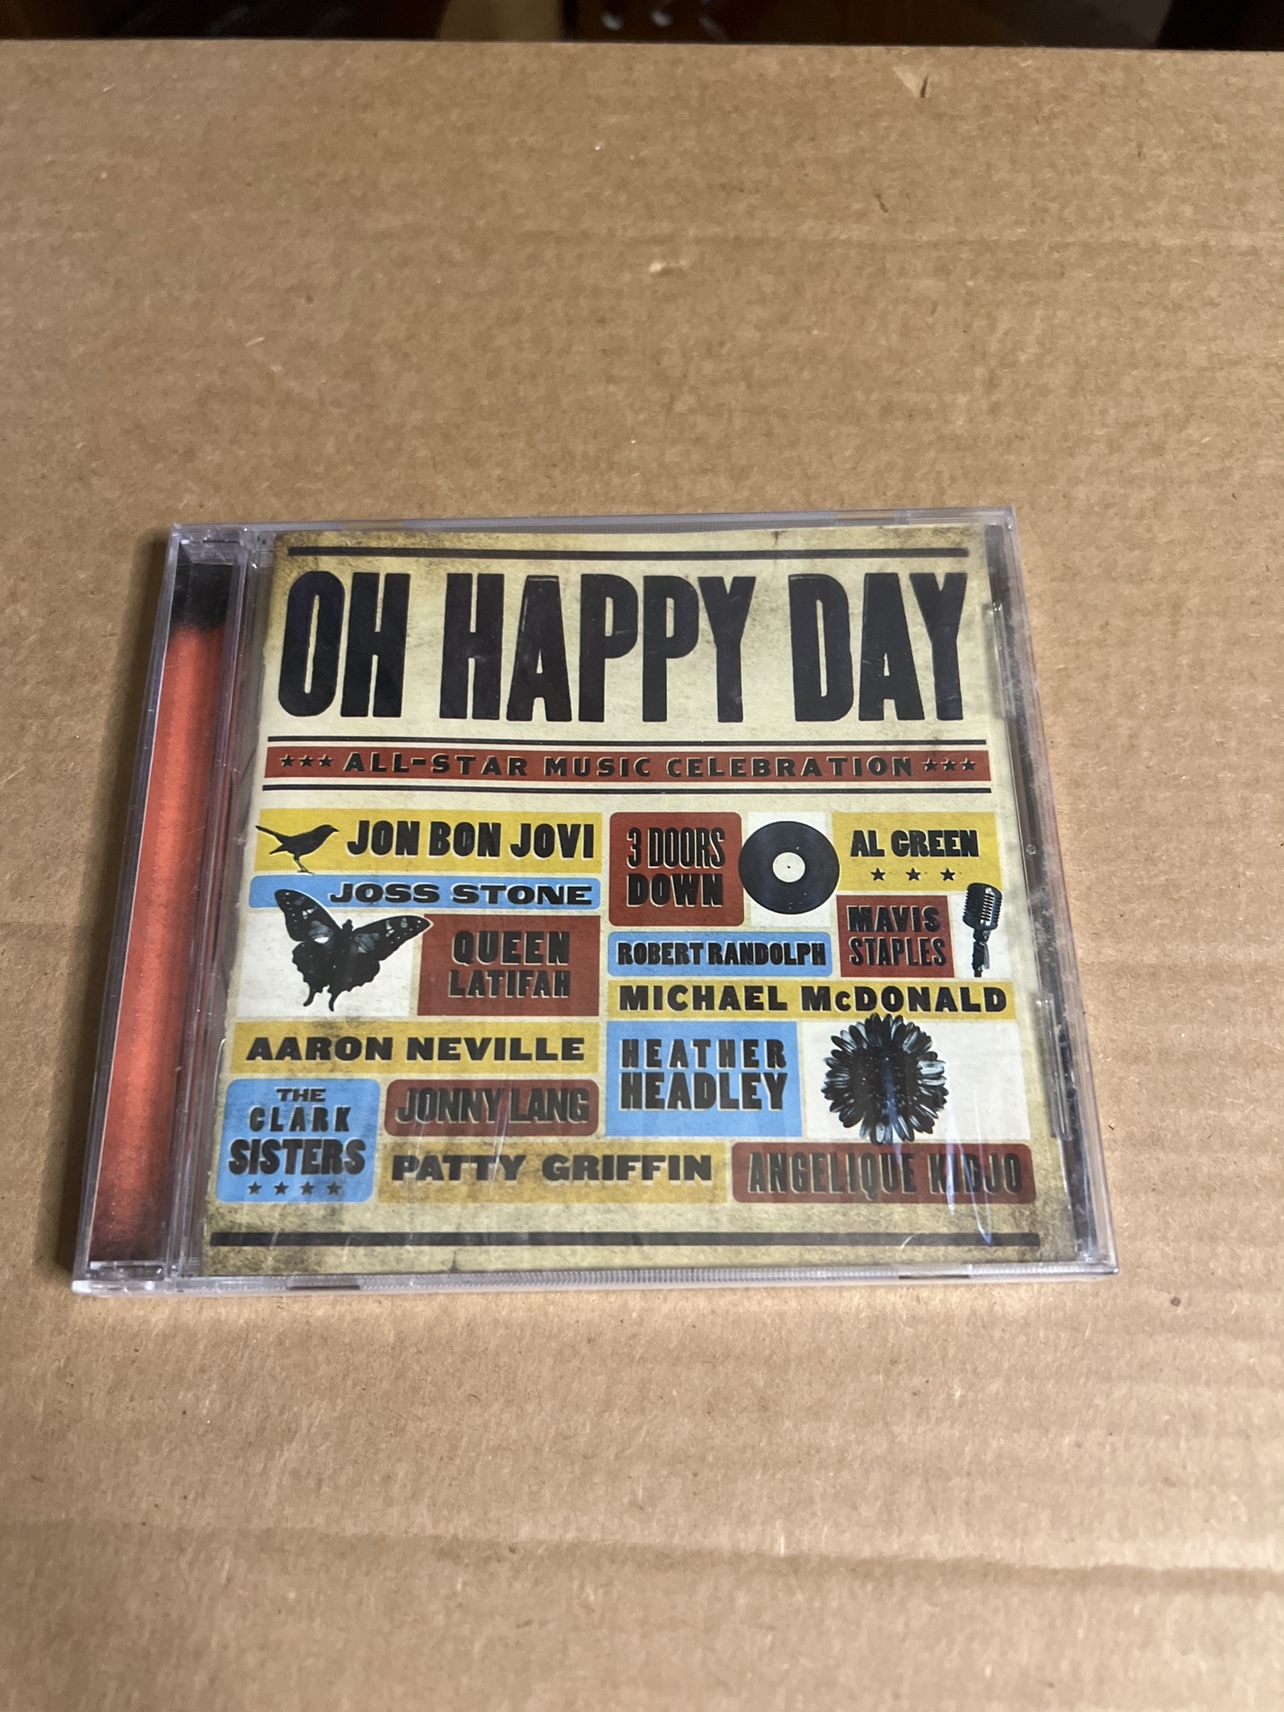 OH HAPPY DAY
ALL-STAR MUSIC CELEBRATION
JON BON JOVI
JOSS STONE
QUEEN
LATIFAH
3 DOORS
DOWN
AL GREEN
ROBERT RANDOLPH
MAVIS
STAPLES
MICHAEL McDONALD
AARON NEVILLE
HEATHER
HEADLEY
THE
CLARK
SISTERS
JONNY LANG
PATTY GRIFFIN
ANGELIQUE KIDJO